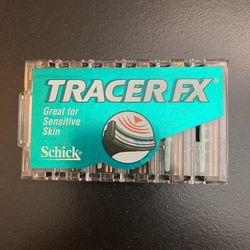 TRACER FX®
Great for
Sensitive
Skin
Schick®